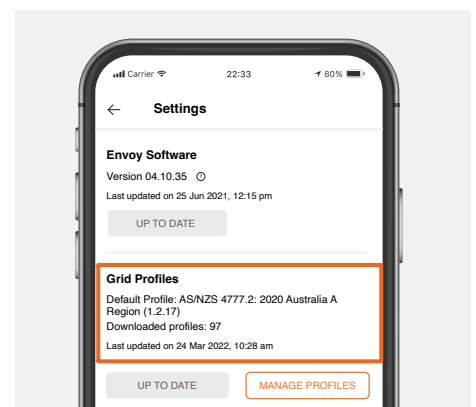 Carrier 22:33 80%
Settings
Envoy Software
Version 04.10.35
Last updated on 25 Jun 2021, 12:15 pm
UP TO DATE
Grid Profiles
Default Profile: AS/NZS 4777.2: 2020 Australia A
Region (1.2.17)
Downloaded profiles: 97
Last updated on 24 Mar 2022, 10:28 am
UP TO DATE MANAGE PROFILES